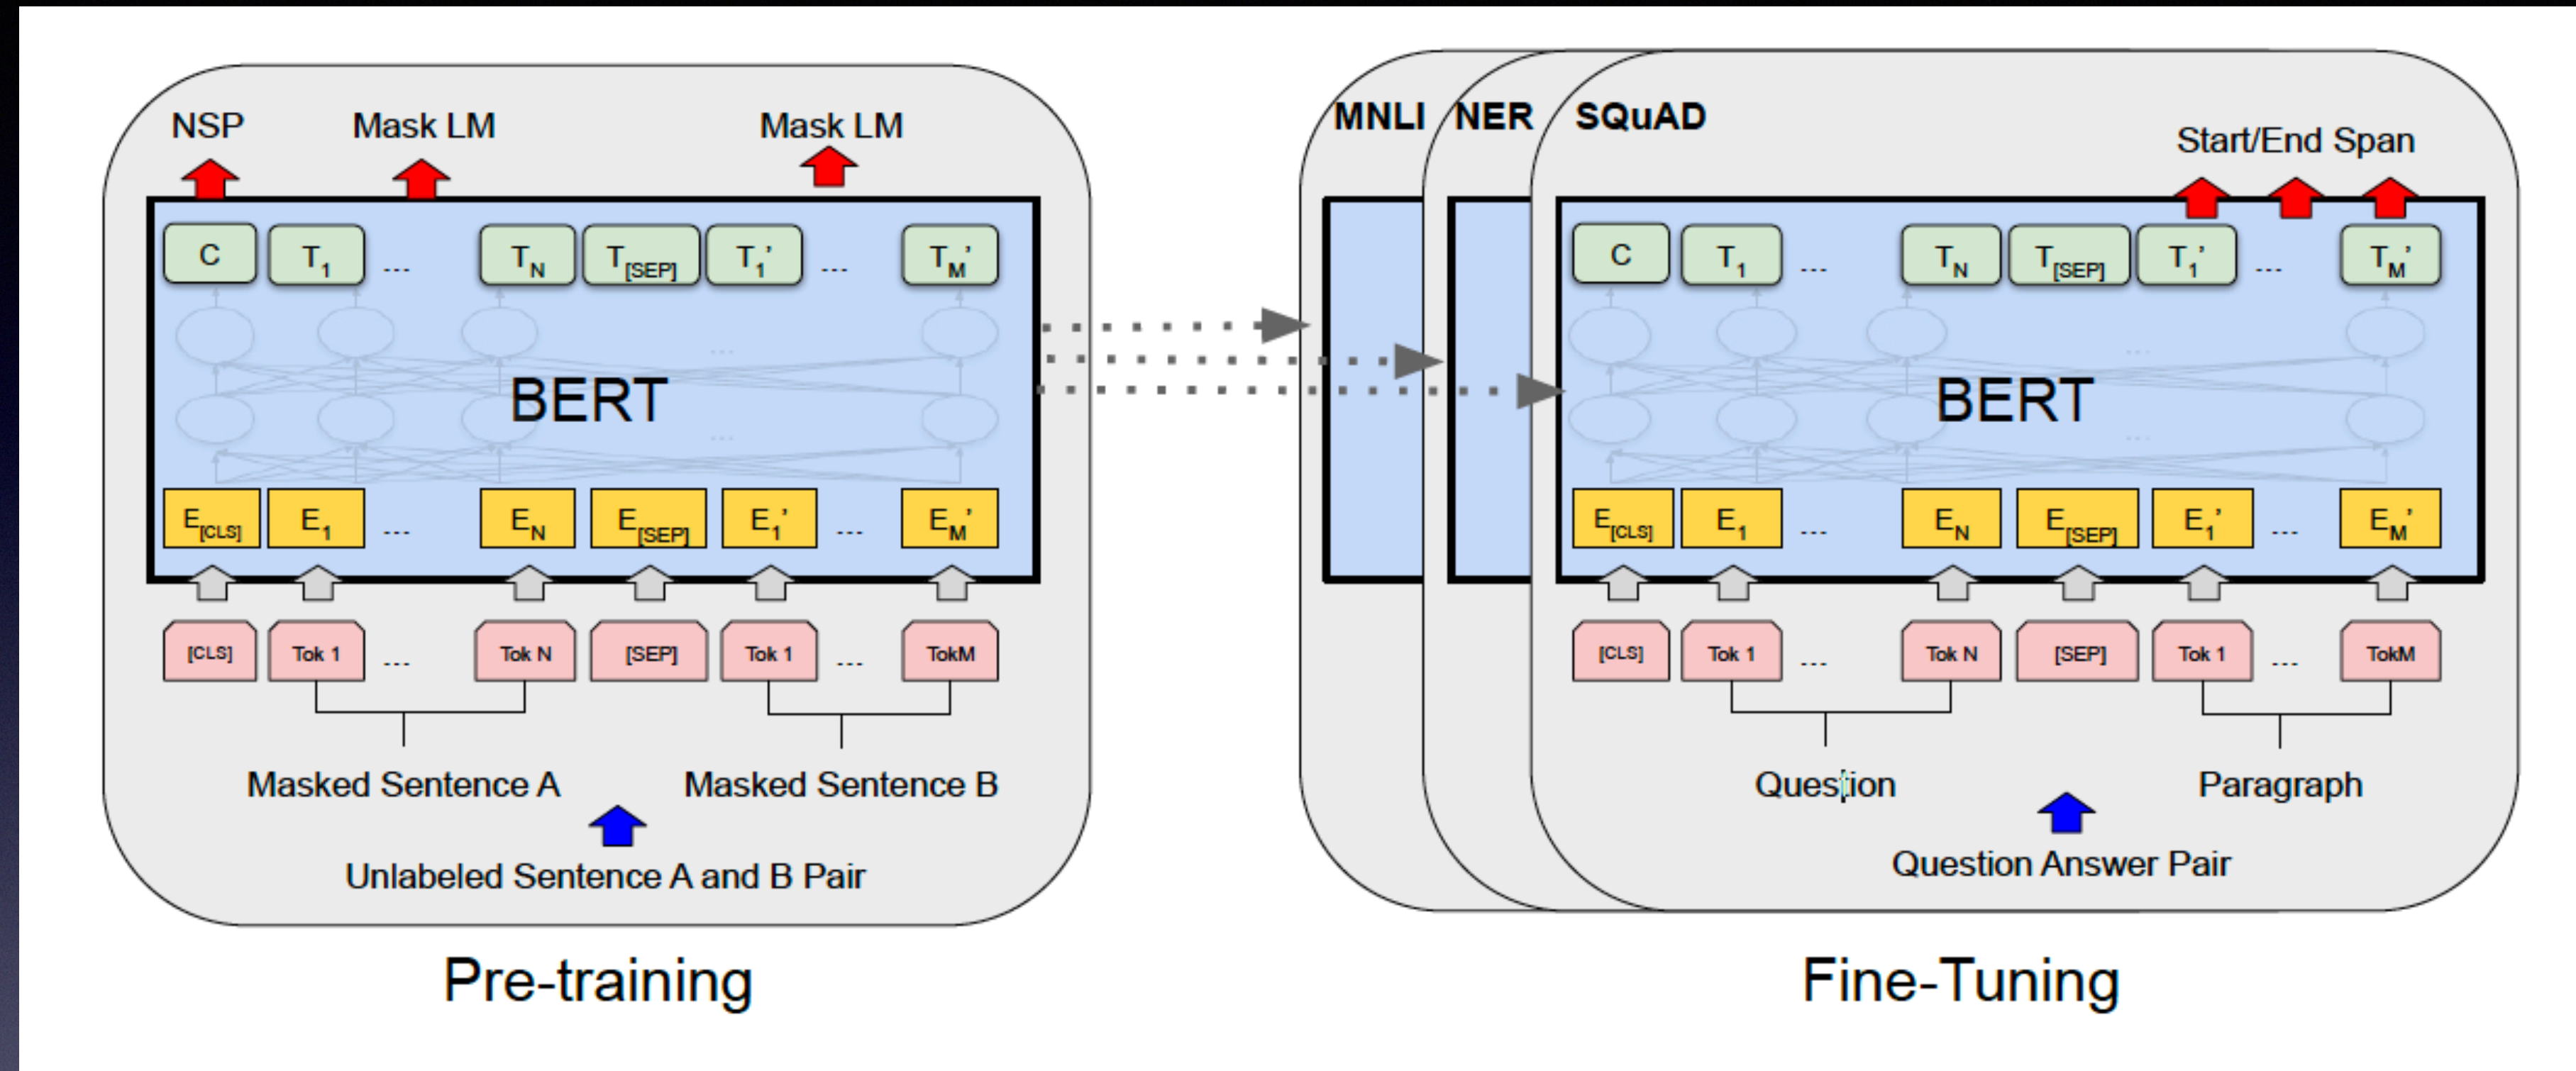 NSP Mask LM Mask LM
C T1 ... TN T[SEP] T1’ ... TM’
BERT
E[CLS] E1 ... EN E[SEP] E1’ ... EM’
[CLS] Tok 1 ... Tok N [SEP] Tok 1 ... TokM
Masked Sentence A Masked Sentence B
Unlabeled Sentence A and B Pair
Pre-training
MNLI NER SQuAD
Start/End Span
C T1 ... TN T[SEP] T1’ ... TM’
BERT
E[CLS] E1 ... EN E[SEP] E1’ ... EM’
[CLS] Tok 1 ... Tok N [SEP] Tok 1 ... TokM
Question Paragraph
Question Answer Pair
Fine-Tuning